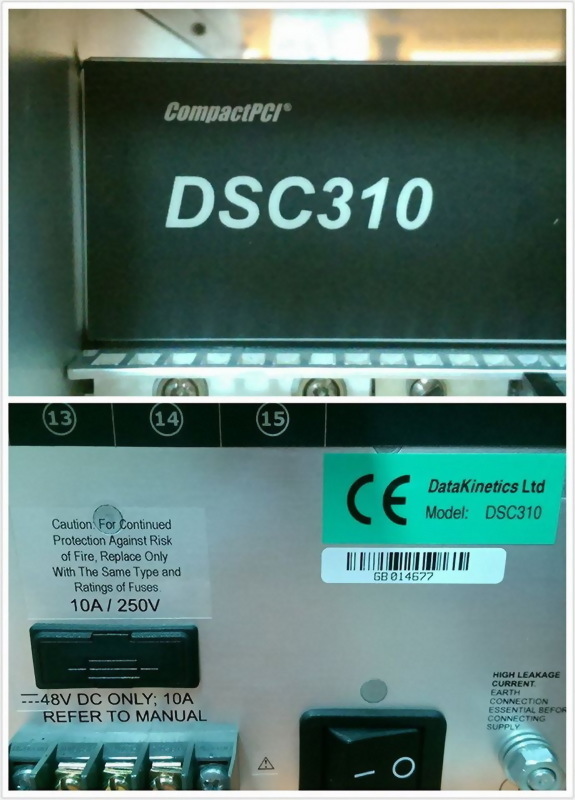 CompactPCI®
DSC310
13 14 15
CE
DataKinetics Ltd
Model: DSC310
GB 014677
Caution: For Continued
Protection Against Risk
of Fire, Replace Only
With The Same Type and
Ratings of Fuses.
10A / 250V
48V DC ONLY; 10A
REFER TO MANUAL
HIGH LEAKAGE
CURRENT.
EARTH
CONNECTION
ESSENTIAL BEFOR
CONNECTING
SUPPLY.